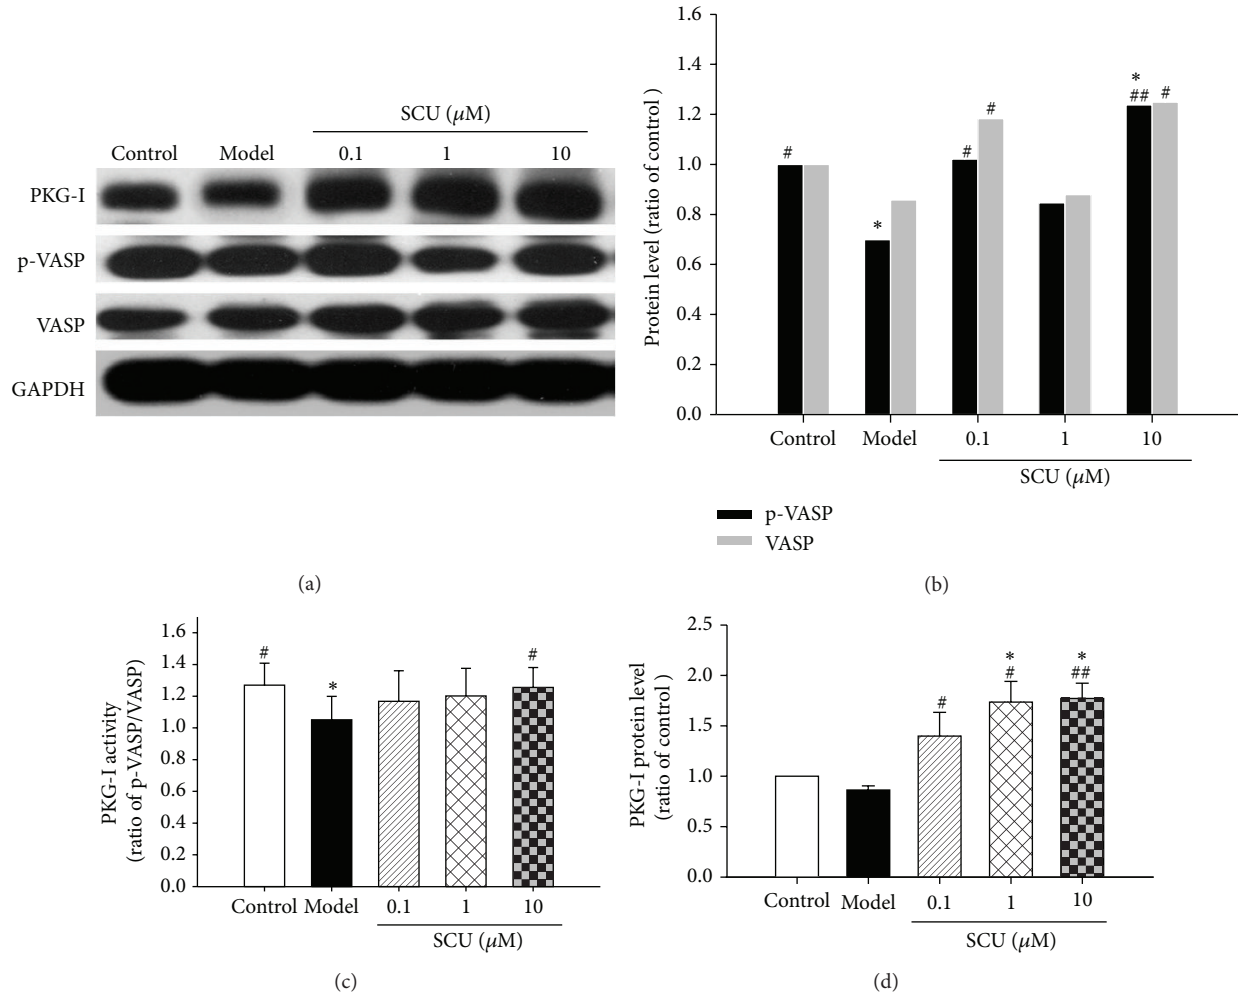 SCU (μM)
Control Model 0.1 1 10
PKG-I
p-VASP
VASP
GAPDH
(a)
Protein level (ratio of control )
1.6
1.4
1.2
1.0
0.8
0.6
0.4
0.2
0.0
# * # # * ## #
Control Model 0.1 1 10
SCU (μM)
p-VASP
VASP
(b)
PKG-I activity
(ratio of p-VASP/VASP)
1.6
1.4
1.2
1.0
0.8
0.6
0.4
0.2
0.0
# * #
Control Model 0.1 1 10
SCU (μM)
(c)
PKG-I protein level
(ratio of control )
2.5
2.0
1.5
1.0
0.5
0.0
# * # * ##
Control Model 0.1 1 10
SCU (μM)
(d)